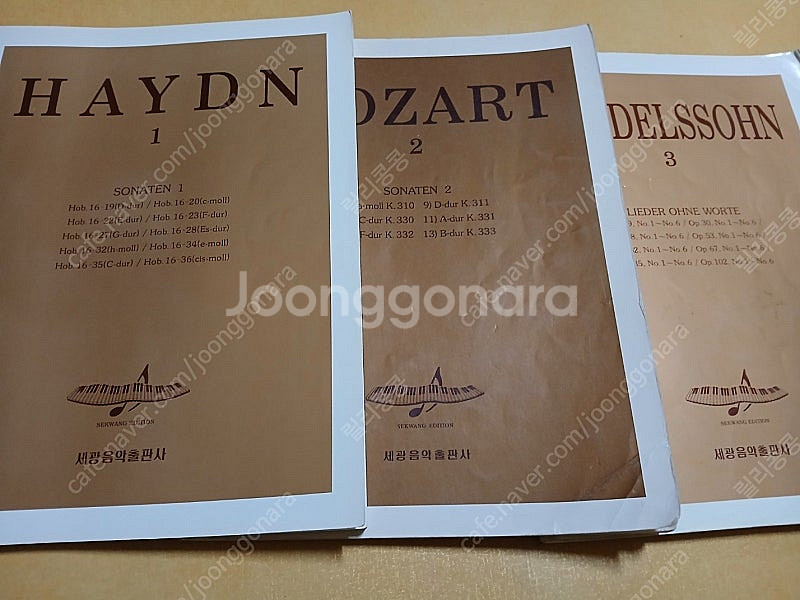 HAYDN
1
SONATEN 1
Hob.16-19(D-dur) / Hob.16-20(c-moll)
Hob.16-22(E-dur) / Hob.16-23(F-dur)
Hob.16-27(G-dur) / Hob.16-28(Es-dur)
Hob.16-32(h-moll) / Hob.16-34(e-moll)
Hob.16-35(C-dur) / Hob.16-36(cis-moll)
SEKWANG EDITION
세광음악출판사
OZART
2
SONATEN 2
-moll K.310 9) D-dur K.311
C-dur K.330 11) A-dur K.331
F-dur K.332 13) B-dur K.333
SEKWANG EDITION
세광음악출판사
DELSSOHN
3
LIEDER OHNE WORTE
No.1~No.6 / Op.30, No.1~No.6 /
No.1~No.6 / Op.53, No.1~No.6 /
No.1~No.6 / Op.67, No.1~No.6 /
No.1~No.6 / Op.102, No.1~No.6
SEKWANG EDITION
세광음악출판사
Joonggonara
cafe.naver.com/joonggonara
릴리쿵쿵